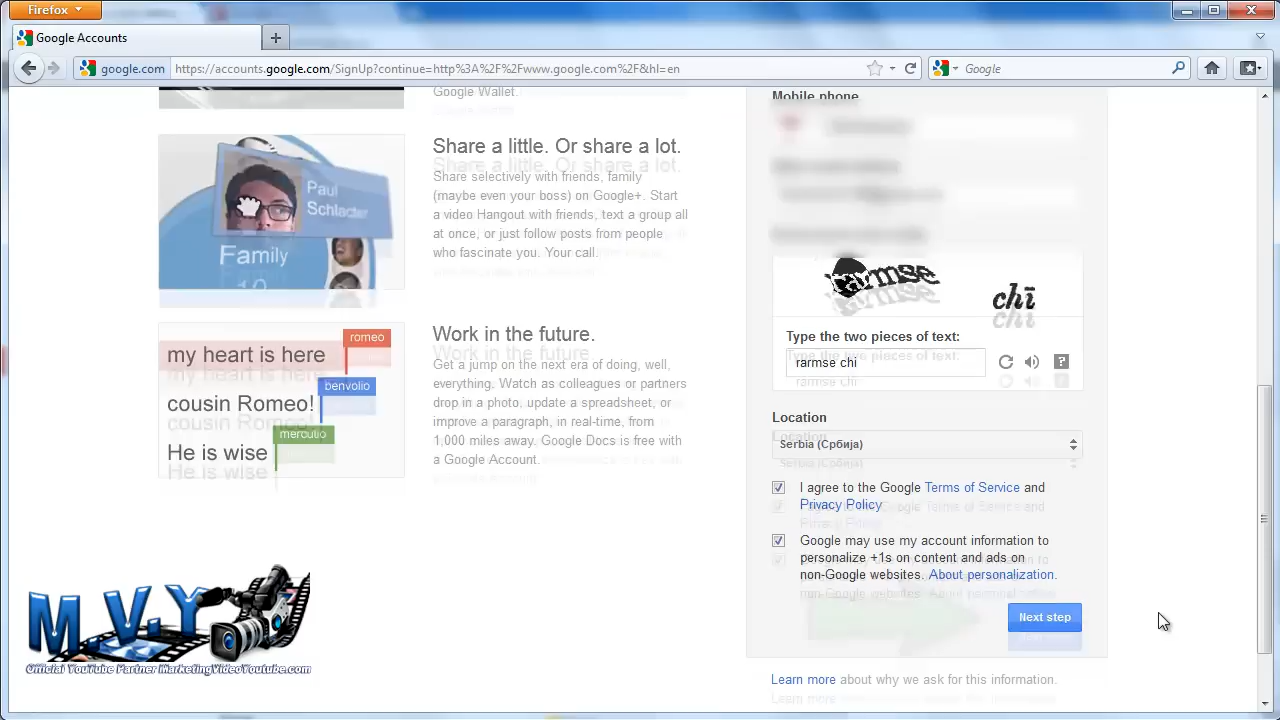 Firefox
Google Accounts
google.com
https://accounts.google.com/SignUp?continue=http%3A%2F%2Fwww.google.com%2F&hl=en
Google
Google Wallet.
Share a little. Or share a lot.
Share selectively with friends, family
(maybe even your boss) on Google+. Start
a video Hangout with friends, text a group all
at once, or just follow posts from people
who fascinate you. Your call.
Paul
Schlacter
Family
10
Work in the future.
Get a jump on the next era of doing, well,
everything. Watch as colleagues or partners
drop in a photo, update a spreadsheet, or
improve a paragraph, in real-time, from
1,000 miles away. Google Docs is free with
a Google Account.
romeo
my heart is here
benvolio
cousin Romeo!
mercutio
He is wise
Mobile phone
rarmse chī
Type the two pieces of text:
rarmse chi
Location
Serbia (Србија)
I agree to the Google Terms of Service and
Privacy Policy
Google may use my account information to
personalize +1s on content and ads on
non-Google websites. About personalization.
Next step
Learn more about why we ask for this information.
M.V.Y
Official YouTube Partner MarketingVideoYoutube.com